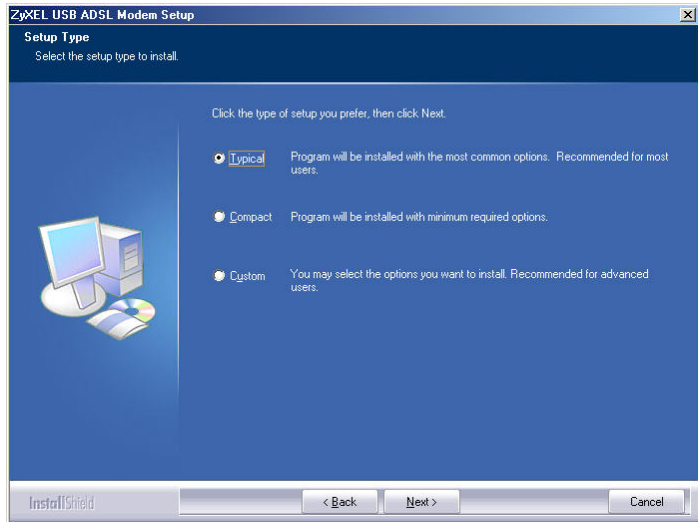 ZyXEL USB ADSL Modem Setup
Setup Type
Select the setup type to install.
Click the type of setup you prefer, then click Next.
Typical Program will be installed with the most common options. Recommended for most
users.
Compact Program will be installed with minimum required options.
Custom You may select the options you want to install. Recommended for advanced
users.
InstallShield < Back Next > Cancel